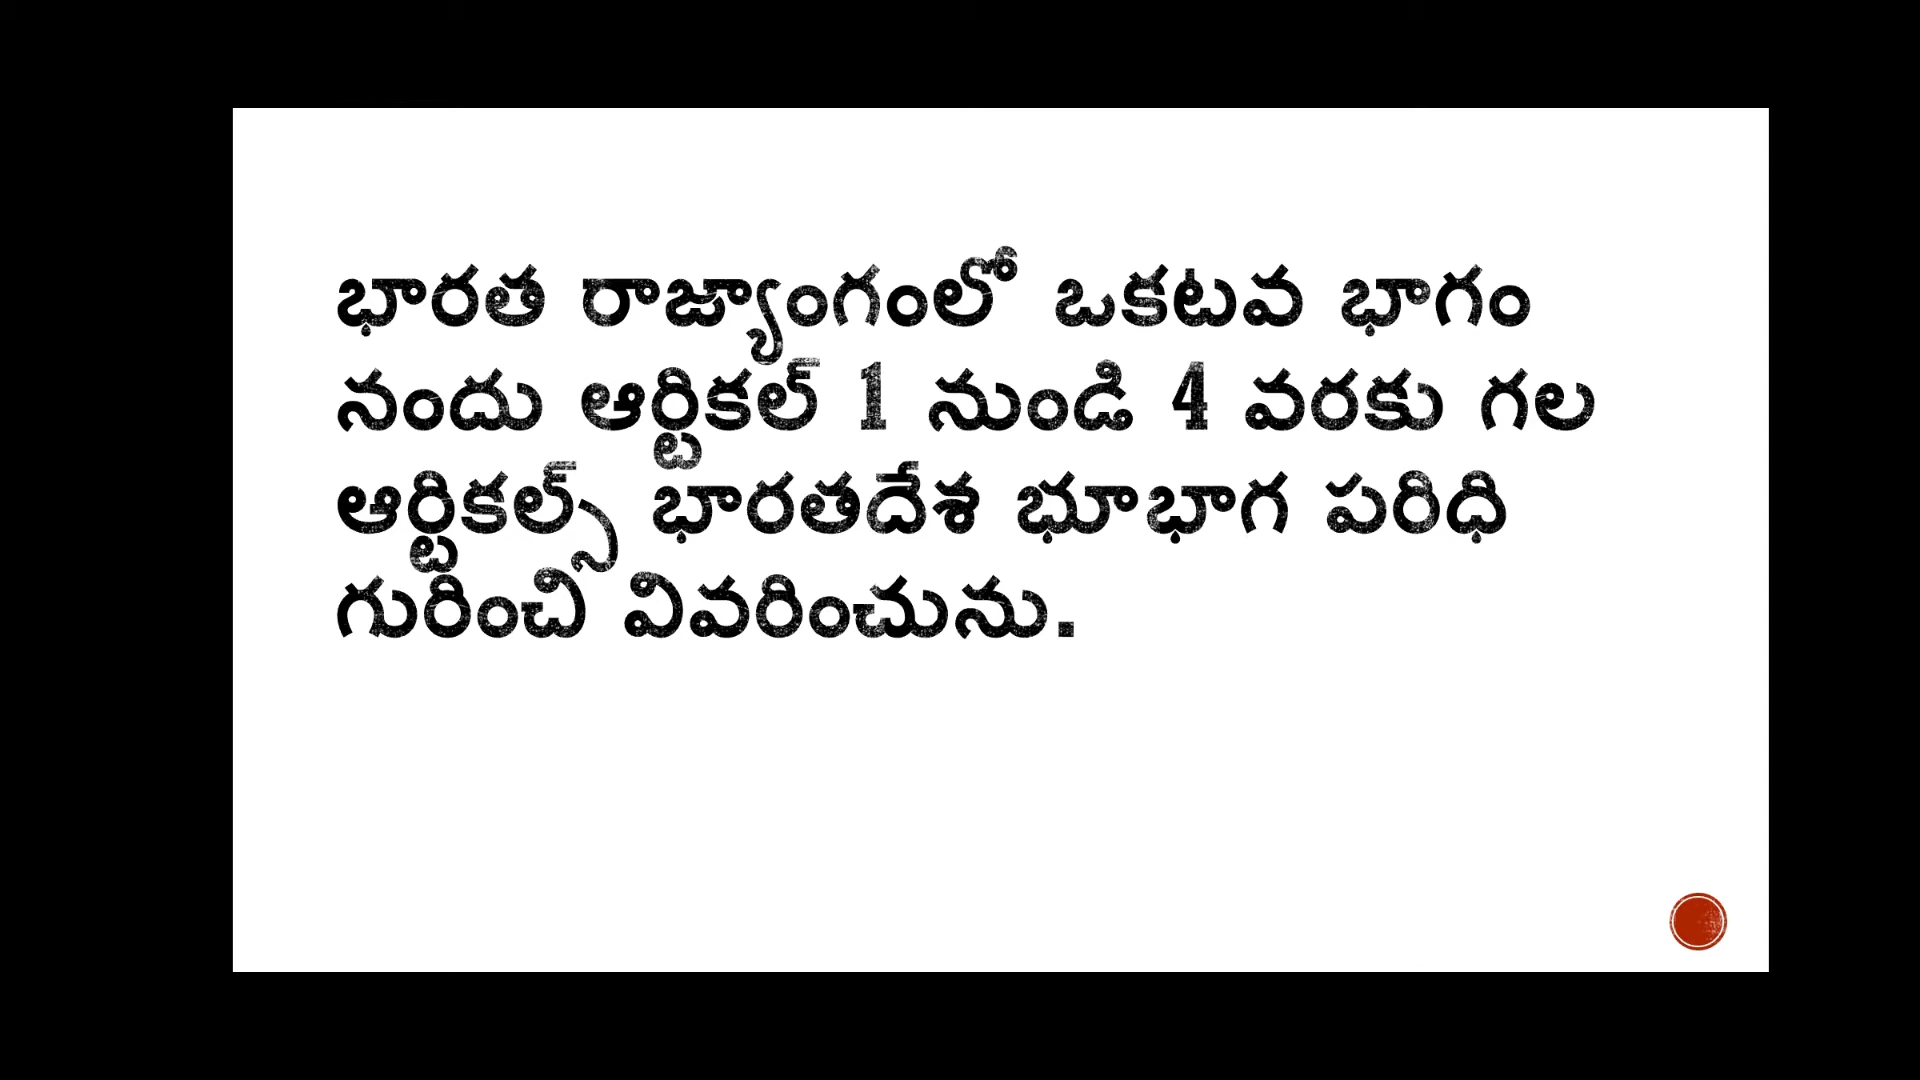 భారత రాజ్యాంగంలో ఒకటవ భాగం
నందు ఆర్టికల్ 1 నుండి 4 వరకు గల
ఆర్టికల్స్ భారతదేశ భూభాగ పరిధి
గురించి వివరించును.